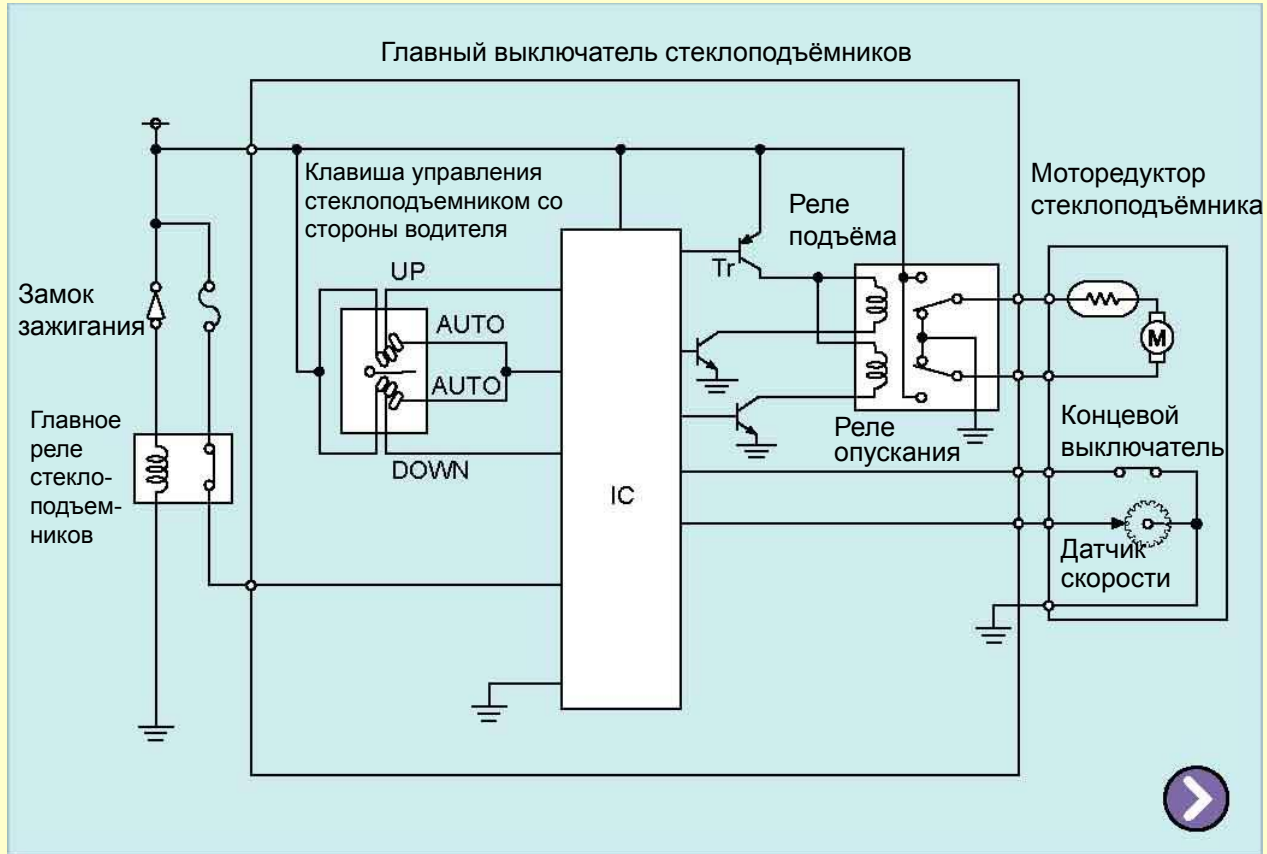 Главный выключатель стеклоподъёмников
Клавиша управления
стеклоподъемником со
стороны водителя
Реле
подъёма
Моторедуктор
стеклоподъёмника
Замок
зажигания
UP
AUTO
AUTO
DOWN
Tr
M
IC
Главное
реле
стекло-
подъем-
ников
Реле
опускания
Концевой
выключатель
Датчик
скорости